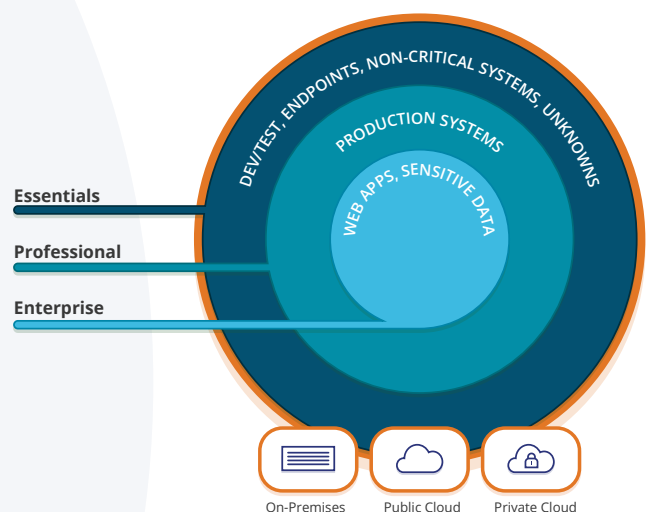 DEV/TEST, ENDPOINTS, NON-CRITICAL SYSTEMS, UNKNOWNS
PRODUCTION SYSTEMS
WEB APPS, SENSITIVE DATA
Essentials
Professional
Enterprise
On-Premises
Public Cloud
Private Cloud